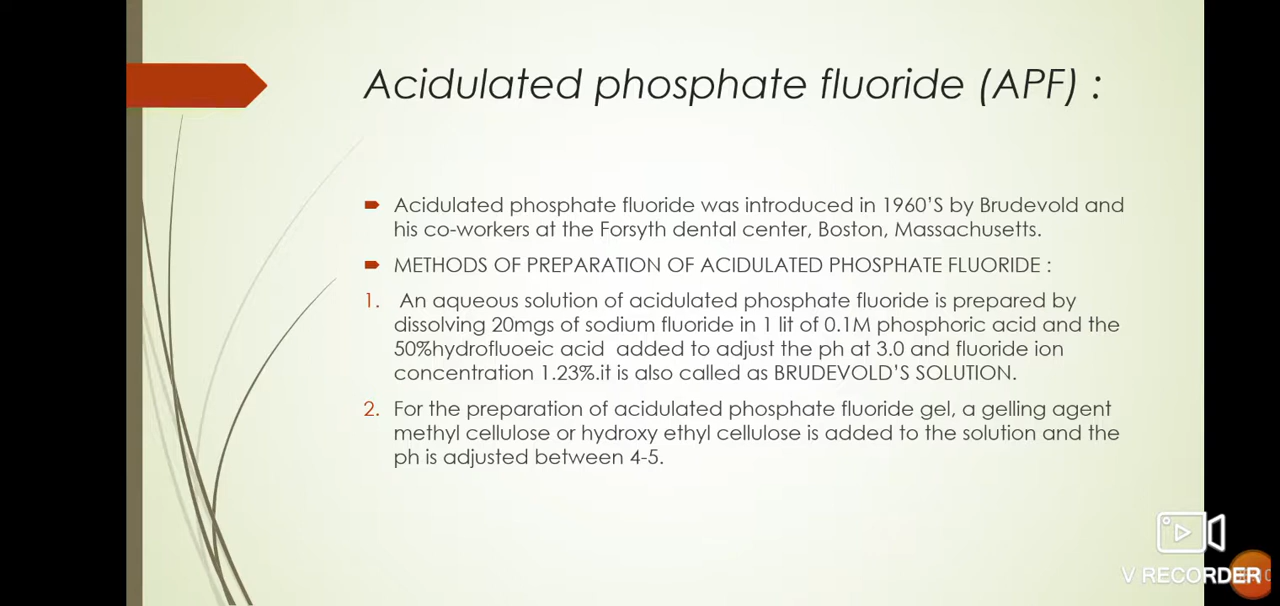 Acidulated phosphate fluoride (APF) :
Acidulated phosphate fluoride was introduced in 1960'S by Brudevold and
his co-workers at the Forsyth dental center, Boston, Massachusetts.
METHODS OF PREPARATION OF ACIDULATED PHOSPHATE FLUORIDE :
1. An aqueous solution of acidulated phosphate fluoride is prepared by
dissolving 20mgs of sodium fluoride in 1 lit of 0.1M phosphoric acid and the
50%hydrofluoeic acid added to adjust the ph at 3.0 and fluoride ion
concentration 1.23%.it is also called as BRUDEVOLD'S SOLUTION.
2. For the preparation of acidulated phosphate fluoride gel, a gelling agent
methyl cellulose or hydroxy ethyl cellulose is added to the solution and the
ph is adjusted between 4-5.
V RECORDER